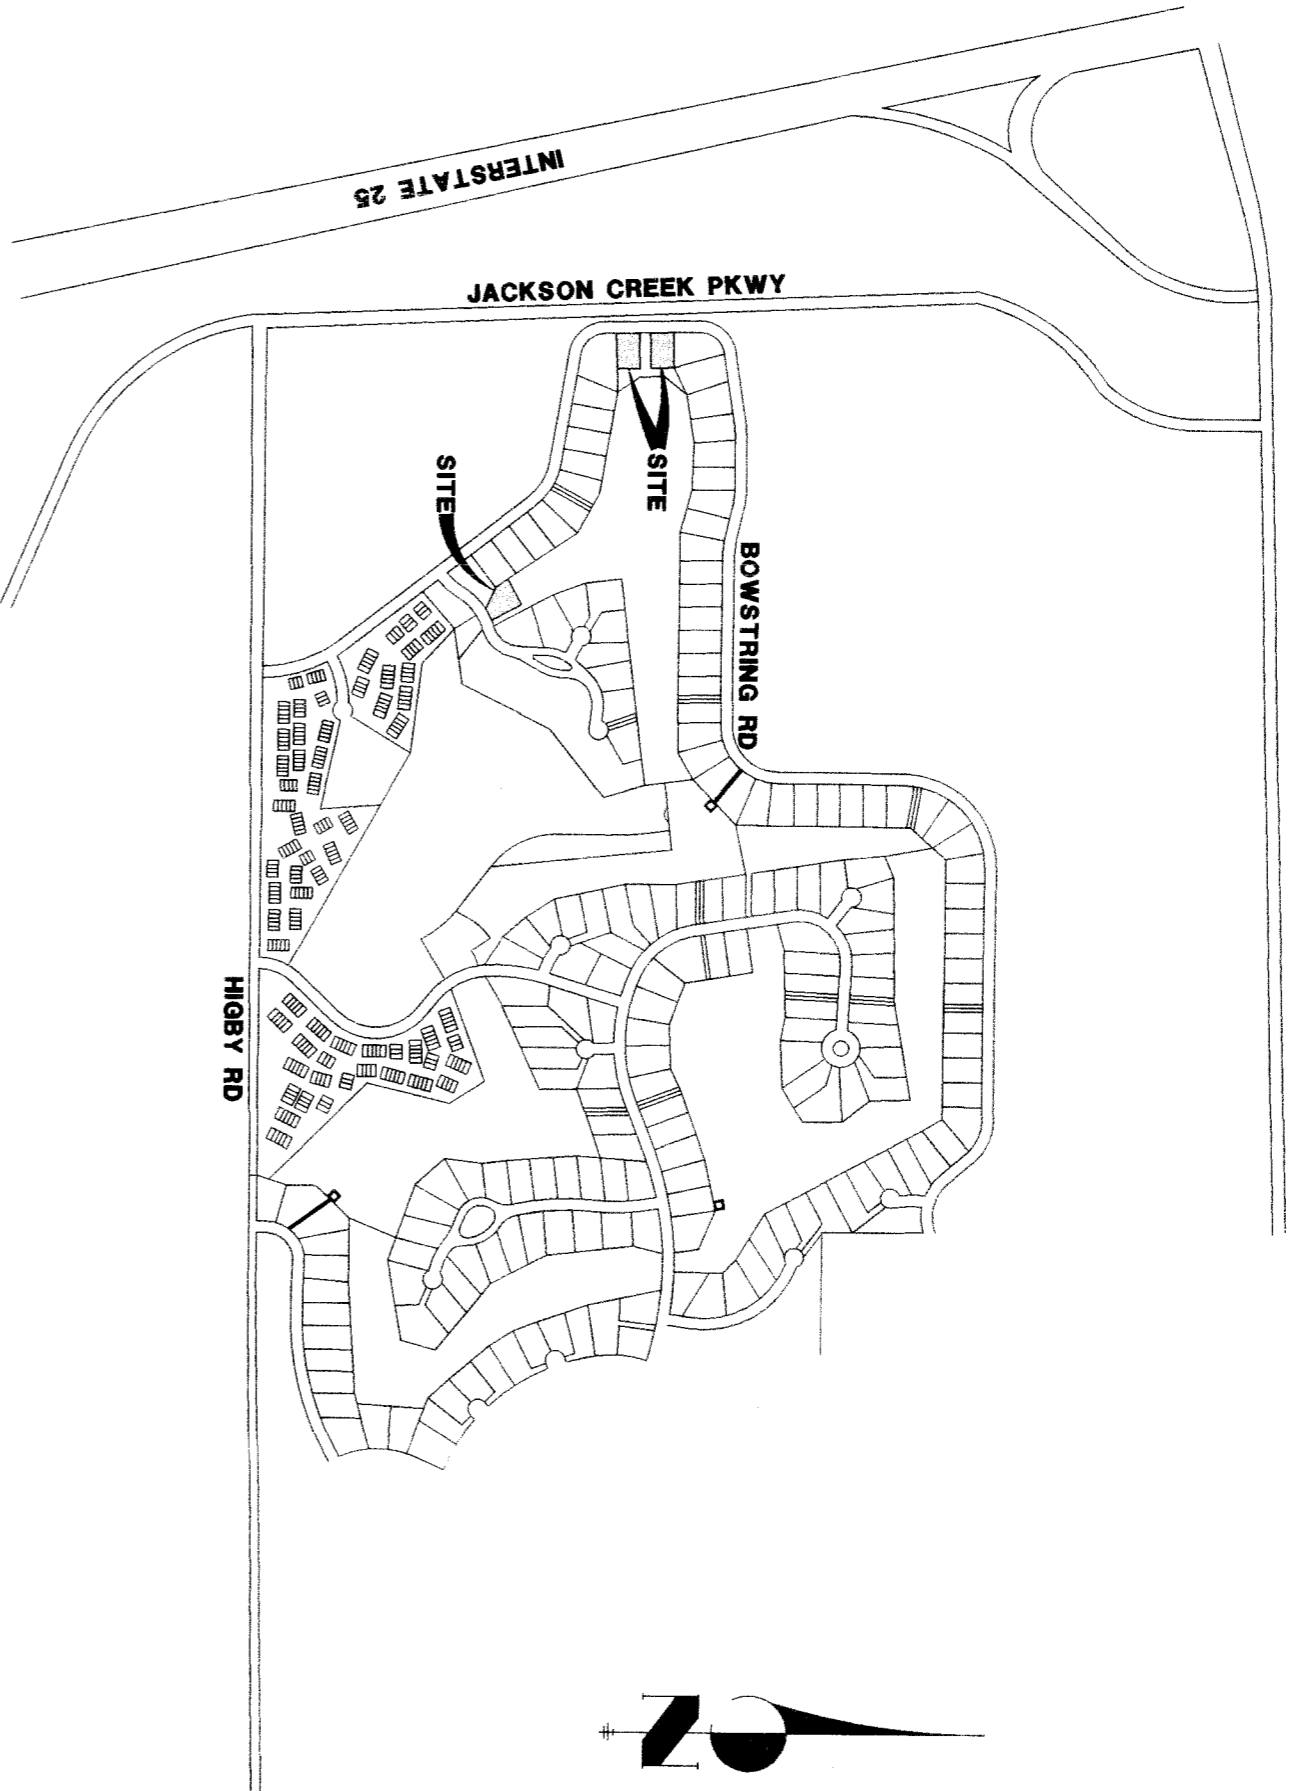 INTERSTATE 25
JACKSON CREEK PKWY
SITE
SITE
BOWSTRING RD
HIGBY RD
N